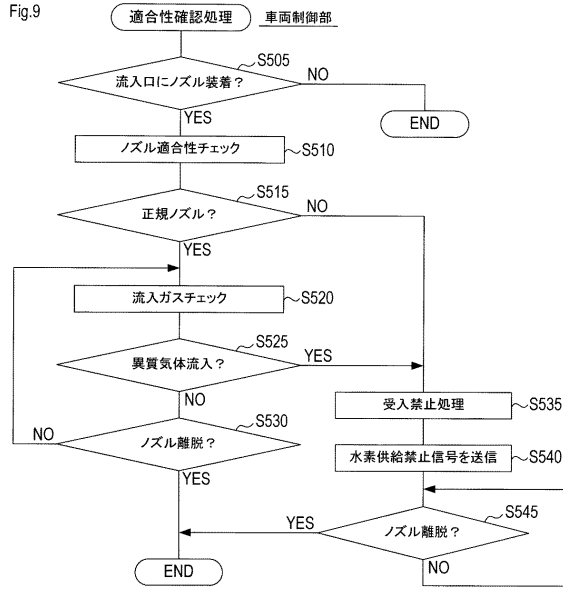 Fig.9
適合性確認処理
車両制御部
S505
流入口にノズル装着?
NO
YES
END
ノズル適合性チェック
S510
S515
正規ノズル?
NO
YES
流入ガスチェック
S520
S525
異質気体流入?
YES
NO
受入禁止処理
S535
S530
ノズル離脱?
NO
YES
水素供給禁止信号を送信
S540
S545
ノズル離脱?
YES
NO
END